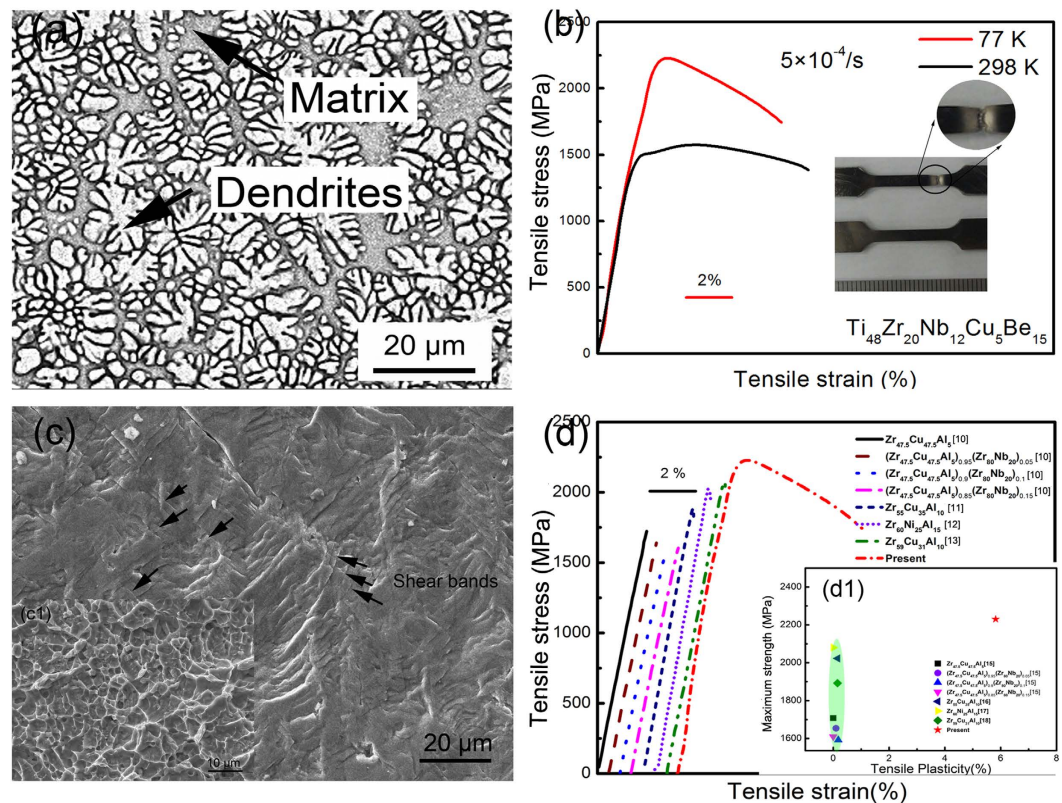 (a)
Matrix
Dendrites
20 μm
(b)
77 K
298 K
5×10⁻⁴/s
2%
Ti₄₈Zr₂₀Nb₁₂Cu₅Be₁₅
Tensile stress (MPa)
2500
2000
1500
1000
500
0
Tensile strain (%)
(c)
Shear bands
(c1)
10 μm
20 μm
(d)
Zr₄₇.₅Cu₄₇.₅Al₅ [10]
(Zr₄₇.₅Cu₄₇.₅Al₅)₀.₉₅(Zr₈₀Nb₂₀)₀.₀₅ [10]
(Zr₄₇.₅Cu₄₇.₅Al₅)₀.₉(Zr₈₀Nb₂₀)₀.₁ [10]
(Zr₄₇.₅Cu₄₇.₅Al₅)₀.₈₅(Zr₈₀Nb₂₀)₀.₁₅ [10]
Zr₅₅Cu₃₅Al₁₀ [11]
Zr₆₀Ni₂₅Al₁₅ [12]
Zr₅₉Cu₃₁Al₁₀ [13]
Present
2 %
Tensile stress (MPa)
2500
2000
1500
1000
500
0
Tensile strain(%)
(d1)
Maximum strength (MPa)
2400
2200
2000
1800
1600
Present
0
2
4
6
8
Tensile Plasticity(%)